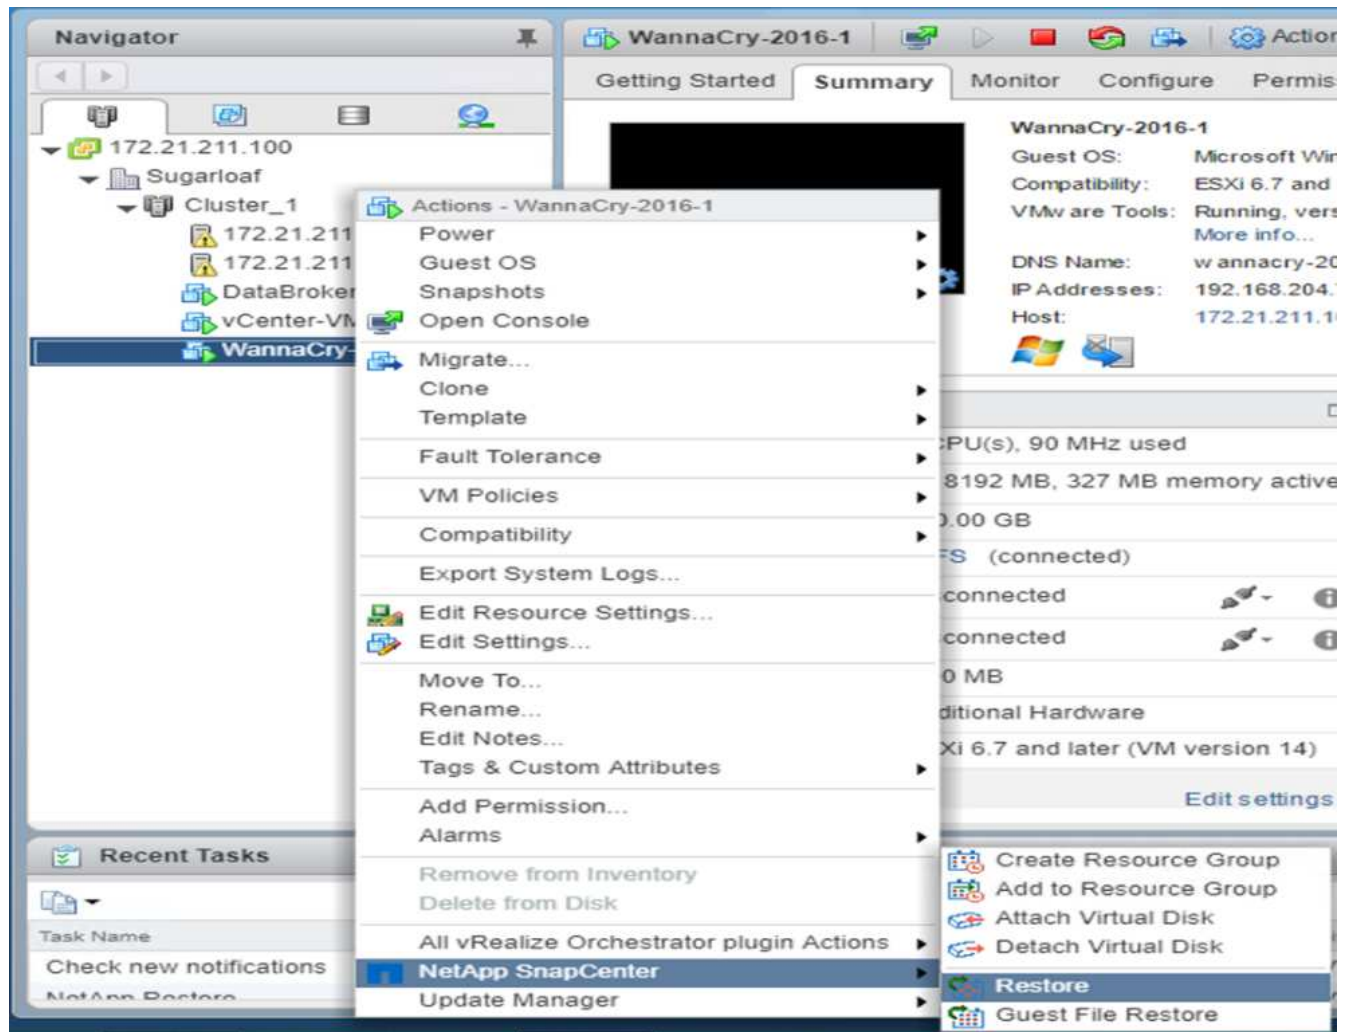 Navigator
WannaCry-2016-1
Getting Started Summary Monitor Configure
172.21.211.100
Sugarloaf
Cluster_1
172.21.211
172.21.211
DataBroker
vCenter-VM
WannaCry-
Actions - WannaCry-2016-1
Power
Guest OS
Snapshots
Open Console
Migrate...
Clone
Template
Fault Tolerance
VM Policies
Compatibility
Export System Logs...
Edit Resource Settings...
Edit Settings...
Move To...
Rename...
Edit Notes...
Tags & Custom Attributes
Add Permission...
Alarms
Remove from Inventory
Delete from Disk
All vRealize Orchestrator plugin Actions
NetApp SnapCenter
Update Manager
WannaCry-2016-1
Guest OS: Microsoft
Compatibility: ESXi 6.7 and
VMware Tools: Running,
More info...
DNS Name: wannacry-20
IP Addresses: 192.168.204.
Host: 172.21.211.1
CPU(s), 90 MHz used
8192 MB, 327 MB memory active
.00 GB
FS (connected)
connected
connected
0 MB
ditional Hardware
Xi 6.7 and later (VM version 14)
Edit settings
Create Resource Group
Add to Resource Group
Attach Virtual Disk
Detach Virtual Disk
Restore
Guest File Restore
Recent Tasks
Task Name
Check new notifications
NetApp Restore